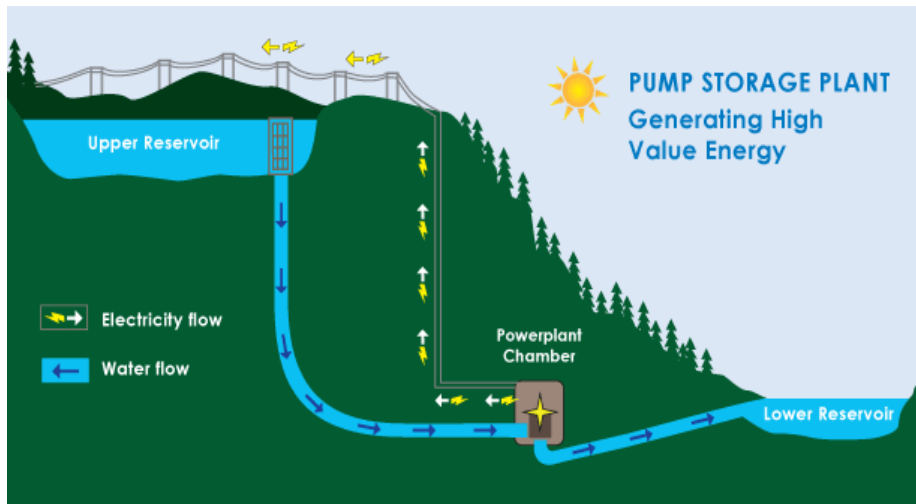 PUMP STORAGE PLANT
Generating High
Value Energy
Upper Reservoir
Electricity flow
Water flow
Powerplant
Chamber
Lower Reservoir